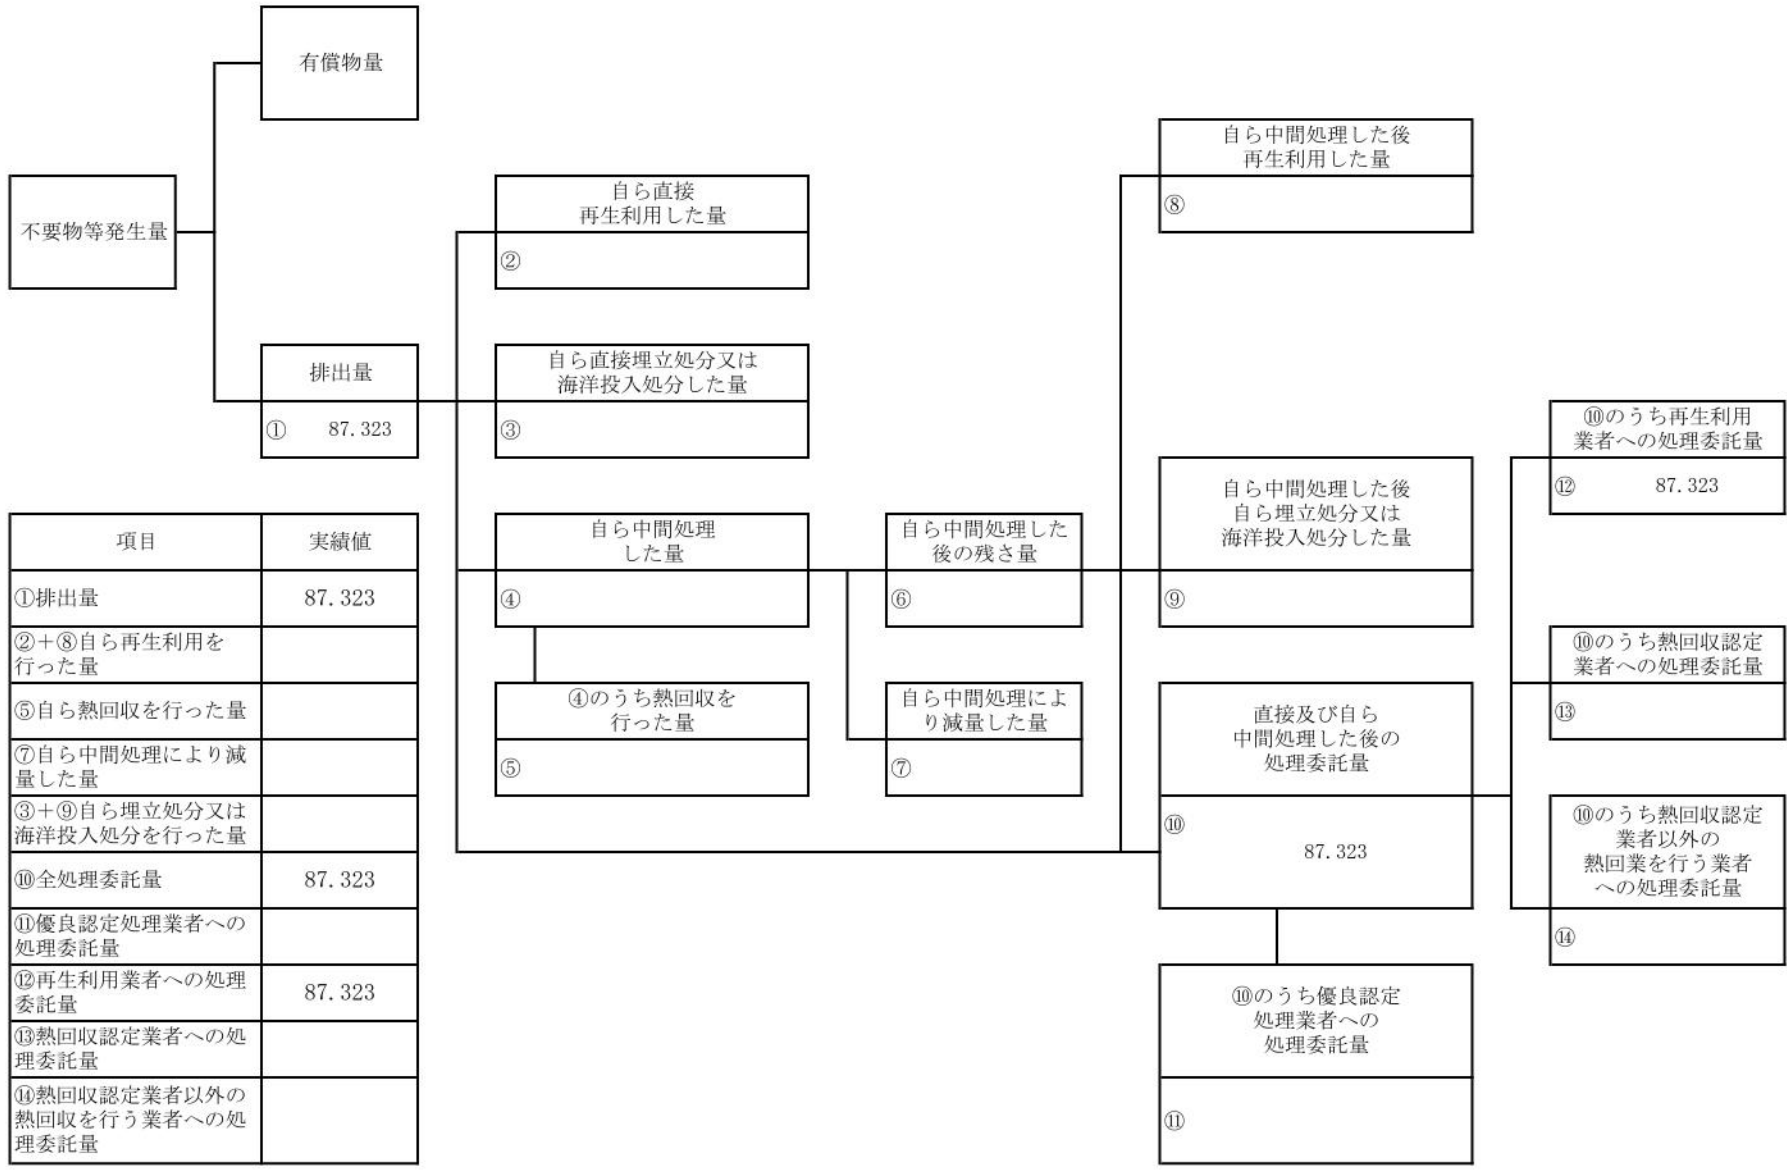 有償物量
不要物等発生量
排出量
① 87.323
自ら直接
再生利用した量
②
自ら直接埋立処分又は
海洋投入処分した量
③
自ら中間処理
した量
④
④のうち熱回収を
行った量
⑤
自ら中間処理した
後の残さ量
⑥
自ら中間処理によ
り減量した量
⑦
自ら中間処理した後
再生利用した量
⑧
自ら中間処理した後
自ら埋立処分又は
海洋投入処分した量
⑨
直接及び自ら
中間処理した後の
処理委託量
⑩
87.323
⑩のうち優良認定
処理業者への
処理委託量
⑪
⑩のうち再生利用
業者への処理委託量
⑫ 87.323
⑩のうち熱回収認定
業者への処理委託量
⑬
⑩のうち熱回収認定
業者以外の
熱回業を行う業者
への処理委託量
⑭
項目 実績値
①排出量 87.323
②＋⑧自ら再生利用を
行った量
⑤自ら熱回収を行った量
⑦自ら中間処理により減
量した量
③＋⑨自ら埋立処分又は
海洋投入処分を行った量
⑩全処理委託量 87.323
⑪優良認定処理業者への
処理委託量
⑫再生利用業者への処理
委託量 87.323
⑬熱回収認定業者への処
理委託量
⑭熱回収認定業者以外の
熱回収を行う業者への処
理委託量